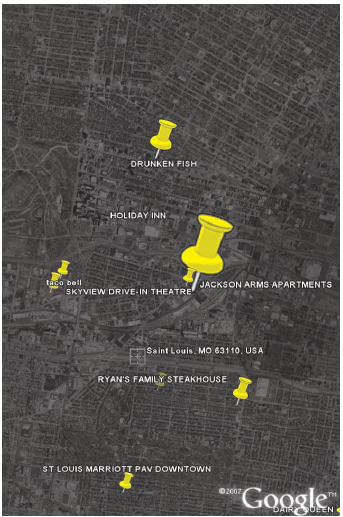 DRUNKEN FISH
HOLIDAY INN
taco bell
JACKSON ARMS APARTMENTS
SKYVIEW DRIVE-IN THEATRE
Saint Louis, MO 63110, USA
RYAN'S FAMILY STEAKHOUSE
ST LOUIS MARRIOTT PAV DOWNTOWN
©2007 Google™
DAIRY QUEEN